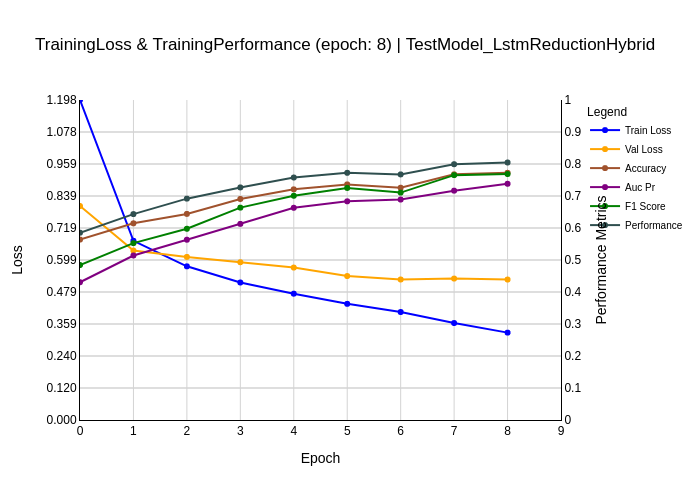 TrainingLoss & TrainingPerformance (epoch: 8) | TestModel_LstmReductionHybrid
1.198
1.078
0.959
0.839
0.719
0.599
0.479
0.359
0.240
0.120
0.000
Loss
0 1 2 3 4 5 6 7 8 9
Epoch
1
0.9
0.8
0.7
0.6
0.5
0.4
0.3
0.2
0.1
0
Performance Metrics
Legend
Train Loss
Val Loss
Accuracy
Auc Pr
F1 Score
Performance